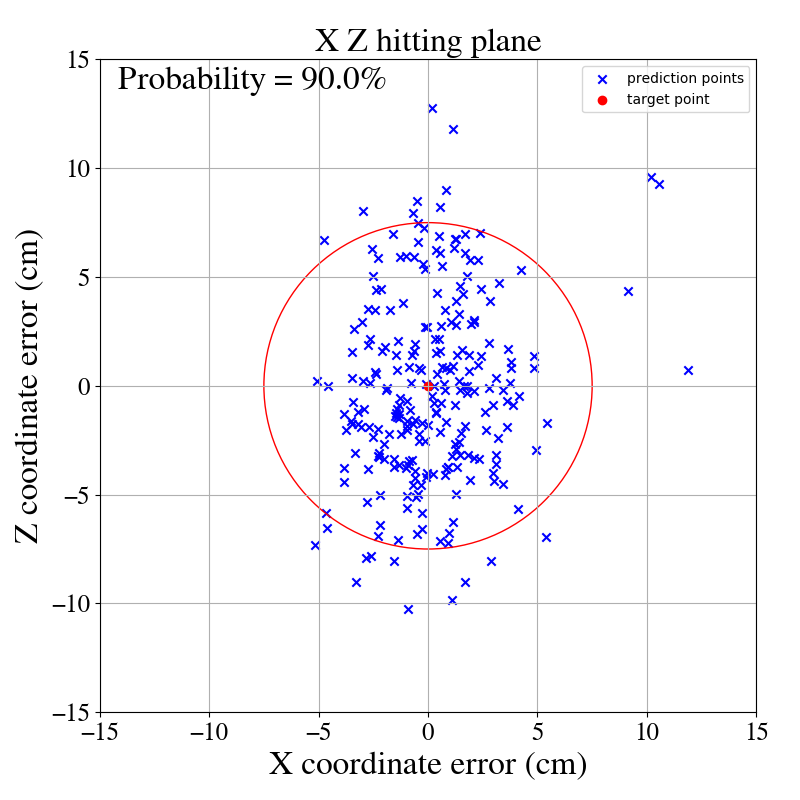 X Z hitting plane
Probability = 90.0%
prediction points
target point
15
10
5
0
−5
−10
−15
Z coordinate error (cm)
−15 −10 −5 0 5 10 15
X coordinate error (cm)